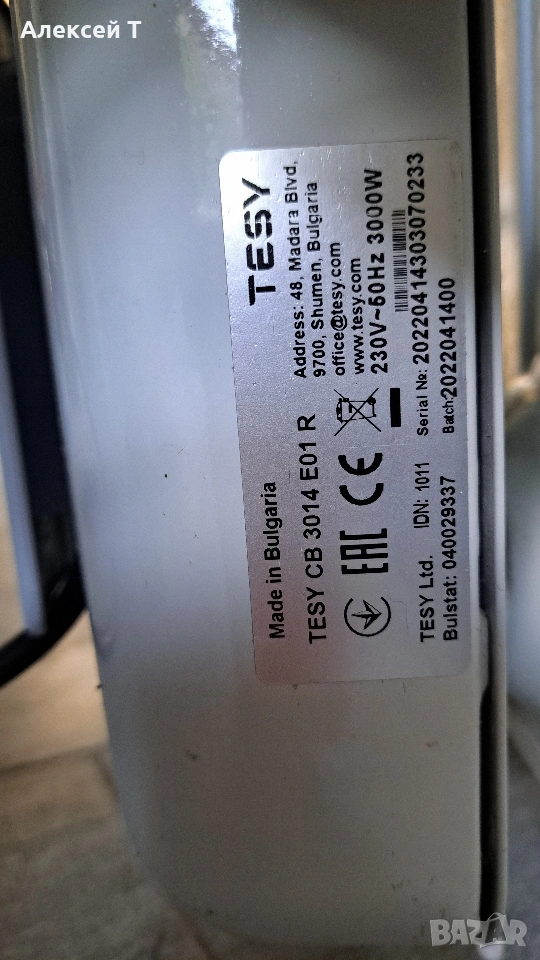 Алексей Т
Made in Bulgaria
TESY
TESY CB 3014 E01 R
Address: 48, Madara Blvd,
9700, Shumen, Bulgaria
office@tesy.com
www.tesy.com
230V~50Hz 3000W
EAC CE
TESY Ltd. IDN: 1011
Bulstat: 040029337
Serial №: 20220414303070233
Batch:2022041400
BAZAR